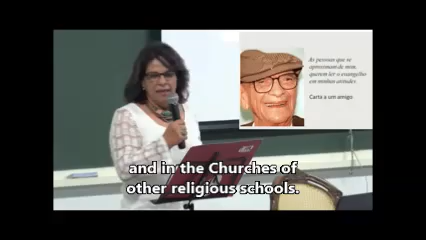 As pessoas que se
aproximam de mim,
querem ler o evangelho
em minhas atitudes.
Carta a um amigo
and in the Churches of
other religious schools.